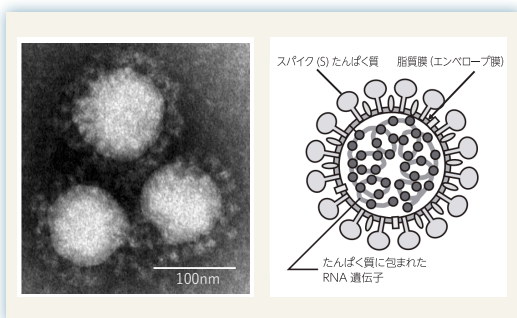 100nm
スパイク(S)たんぱく質
脂質膜(エンベロープ膜)
たんぱく質に包まれた
RNA 遺伝子